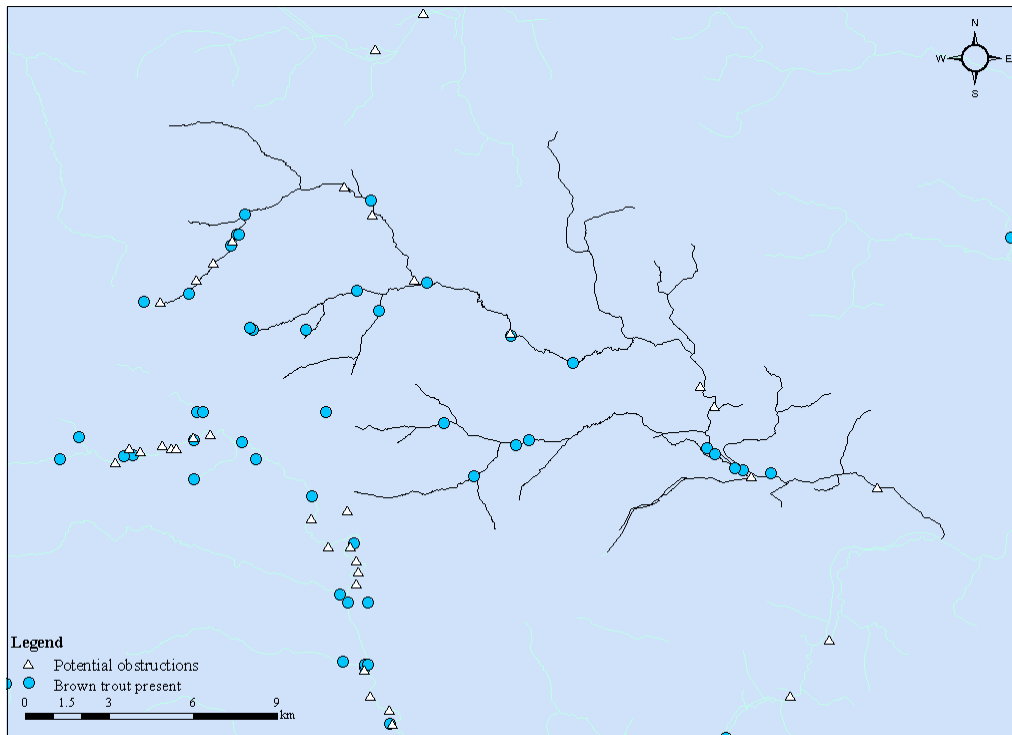 N
W E
S
Legend
Potential obstructions
Brown trout present
0 1.5 3 6 9
km